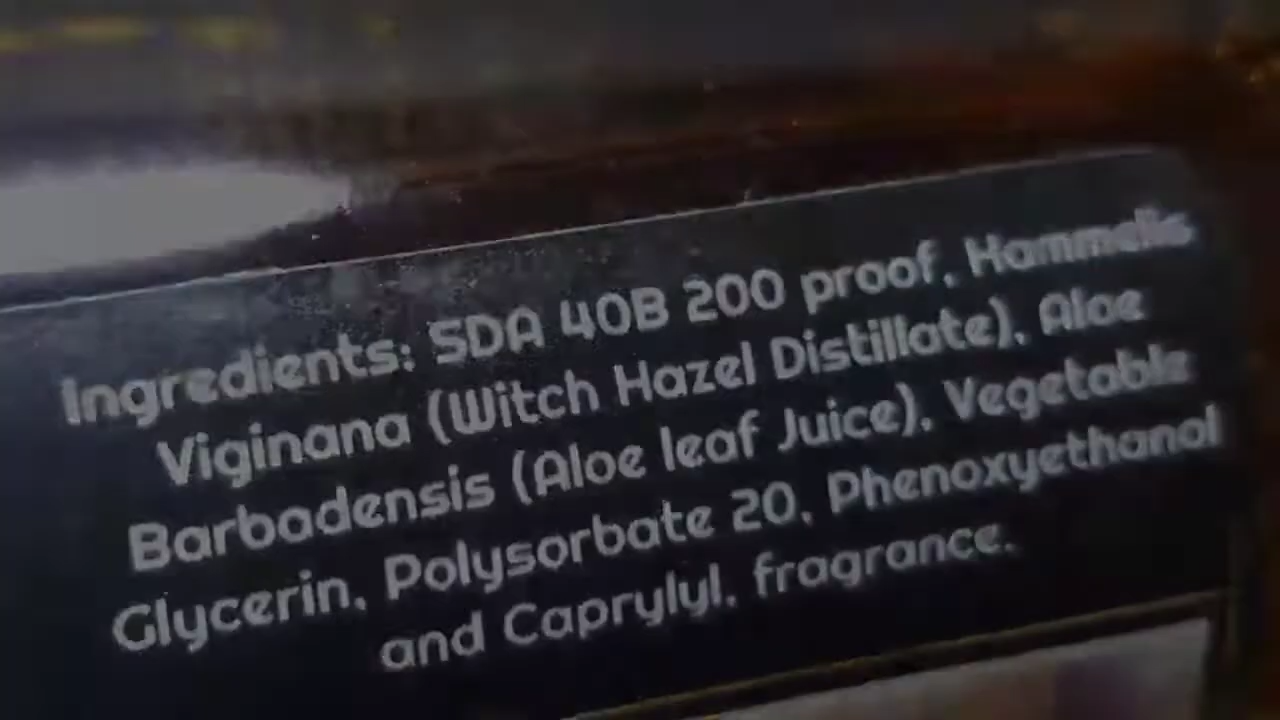 Ingredients: SDA 40B 200 proof, Hammelis
Viginana (Witch Hazel Distillate), Aloe
Barbadensis (Aloe leaf Juice), Vegetable
Glycerin, Polysorbate 20, Phenoxyethanol
and Caprylyl, fragrance.